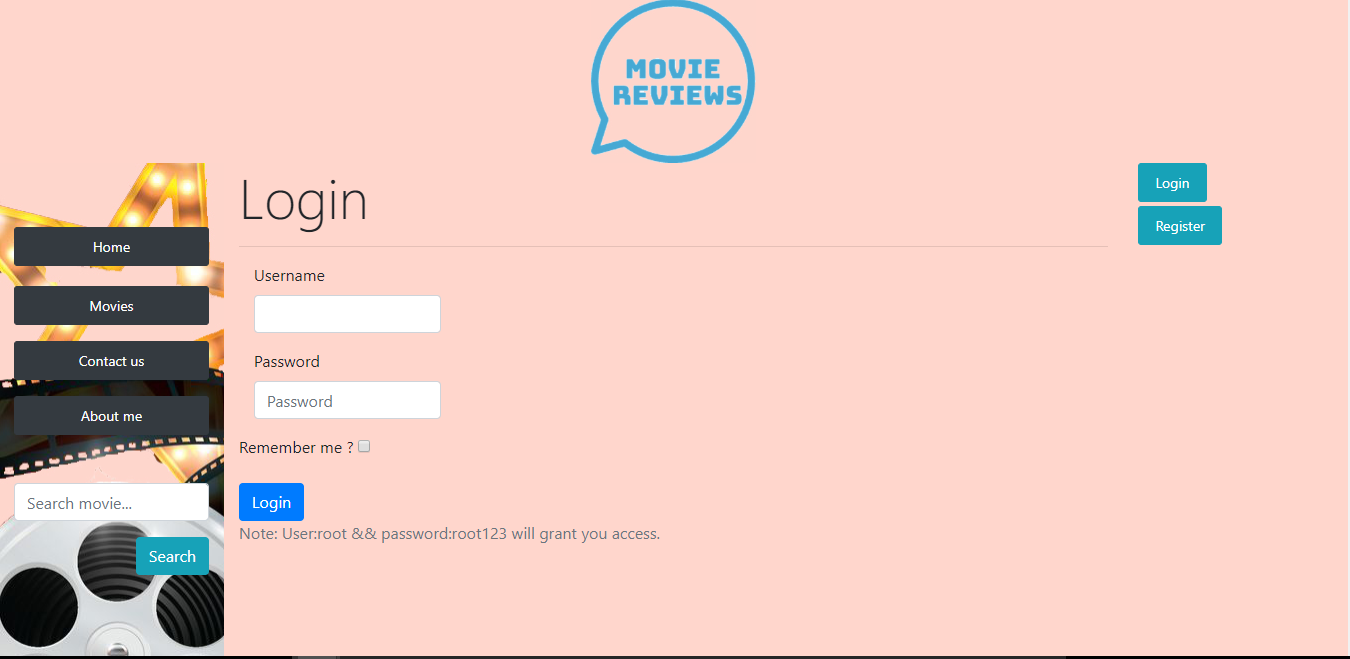 MOVIE
REVIEWS
Login
Login
Register
Home
Movies
Contact us
About me
Search movie...
Search
Username
Password
Password
Remember me ?
Login
Note: User:root && password:root123 will grant you access.